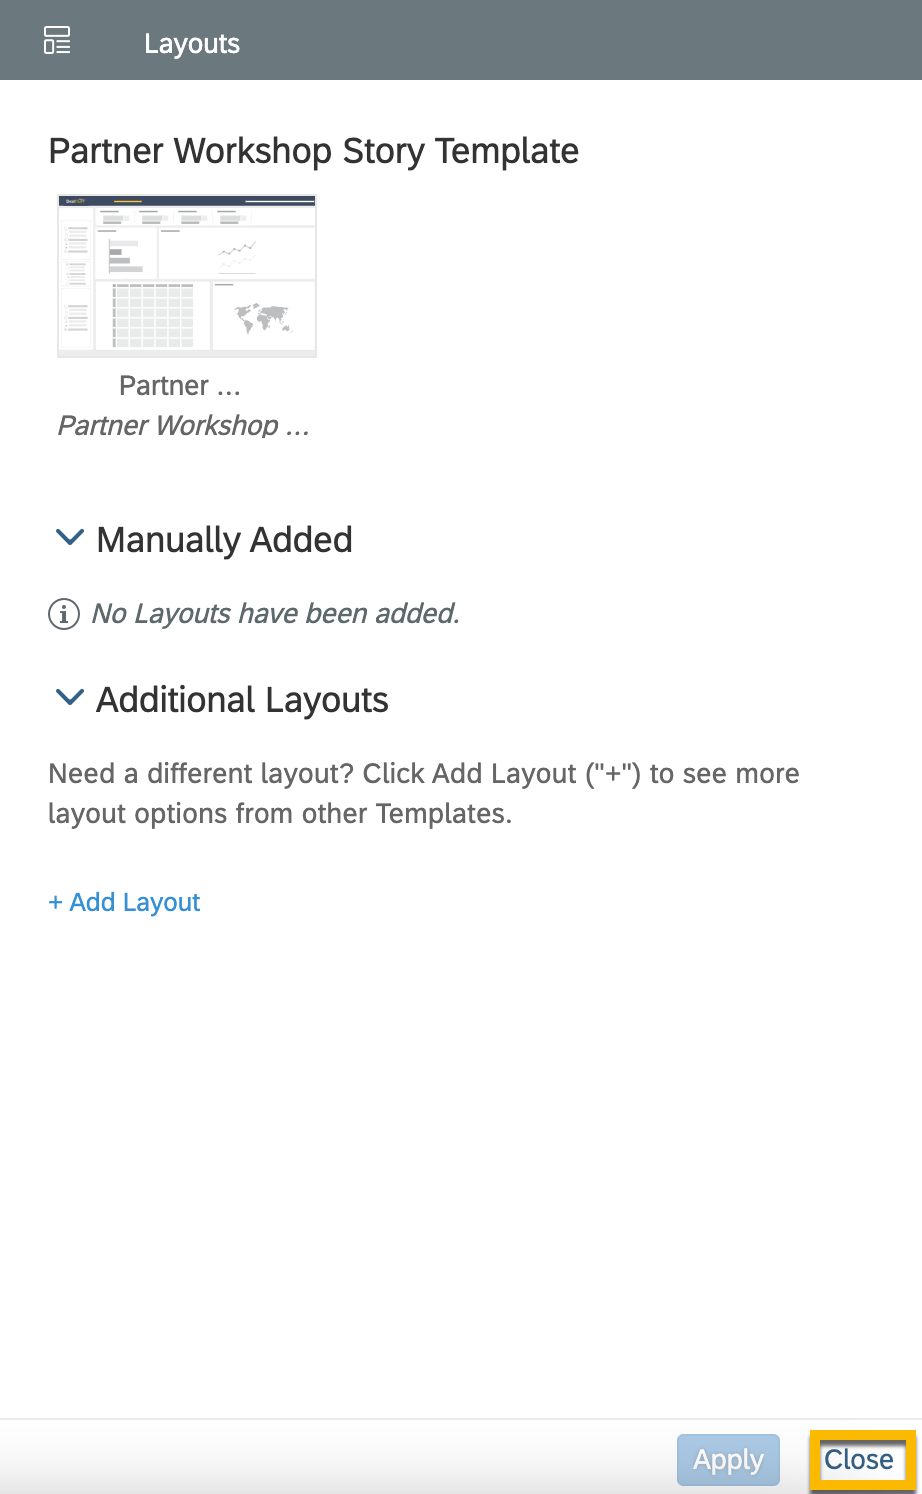 Layouts
Partner Workshop Story Template
Partner ...
Partner Workshop ...
Manually Added
No Layouts have been added.
Additional Layouts
Need a different layout? Click Add Layout ("+") to see more
layout options from other Templates.
+ Add Layout
Apply
Close